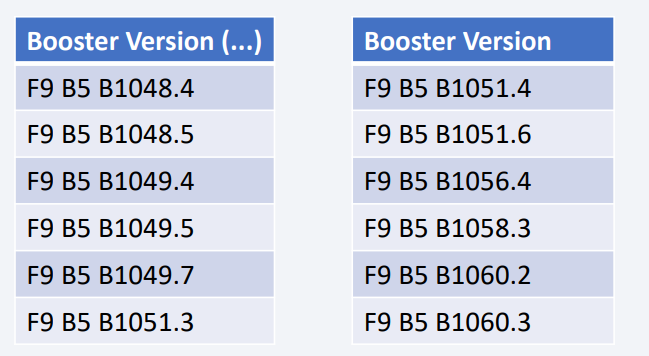 Booster Version (...)
F9 B5 B1048.4
F9 B5 B1048.5
F9 B5 B1049.4
F9 B5 B1049.5
F9 B5 B1049.7
F9 B5 B1051.3
Booster Version
F9 B5 B1051.4
F9 B5 B1051.6
F9 B5 B1056.4
F9 B5 B1058.3
F9 B5 B1060.2
F9 B5 B1060.3